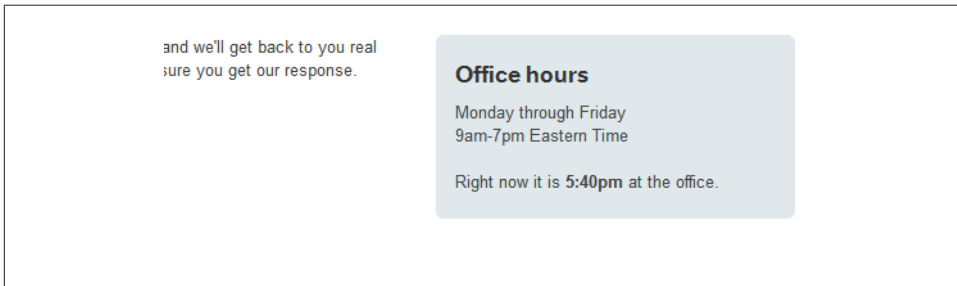 and we'll get back to you real
sure you get our response.
Office hours
Monday through Friday
9am-7pm Eastern Time
Right now it is 5:40pm at the office.